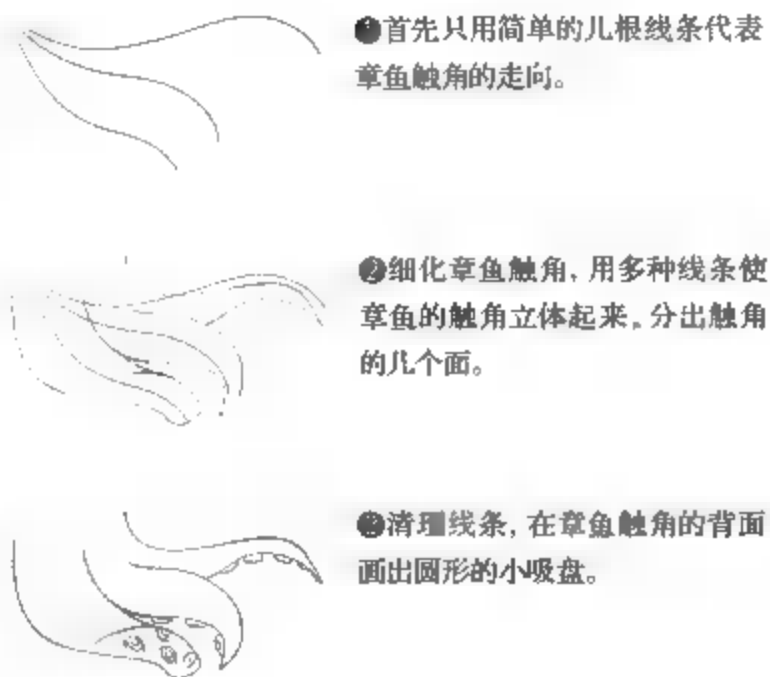 ❶首先只用简单的几根线条代表
章鱼触角的走向。
❷细化章鱼触角，用多种线条使
章鱼的触角立体起来。分出触角
的几个面。
❸清理线条，在章鱼触角的背面
画出圆形的小吸盘。